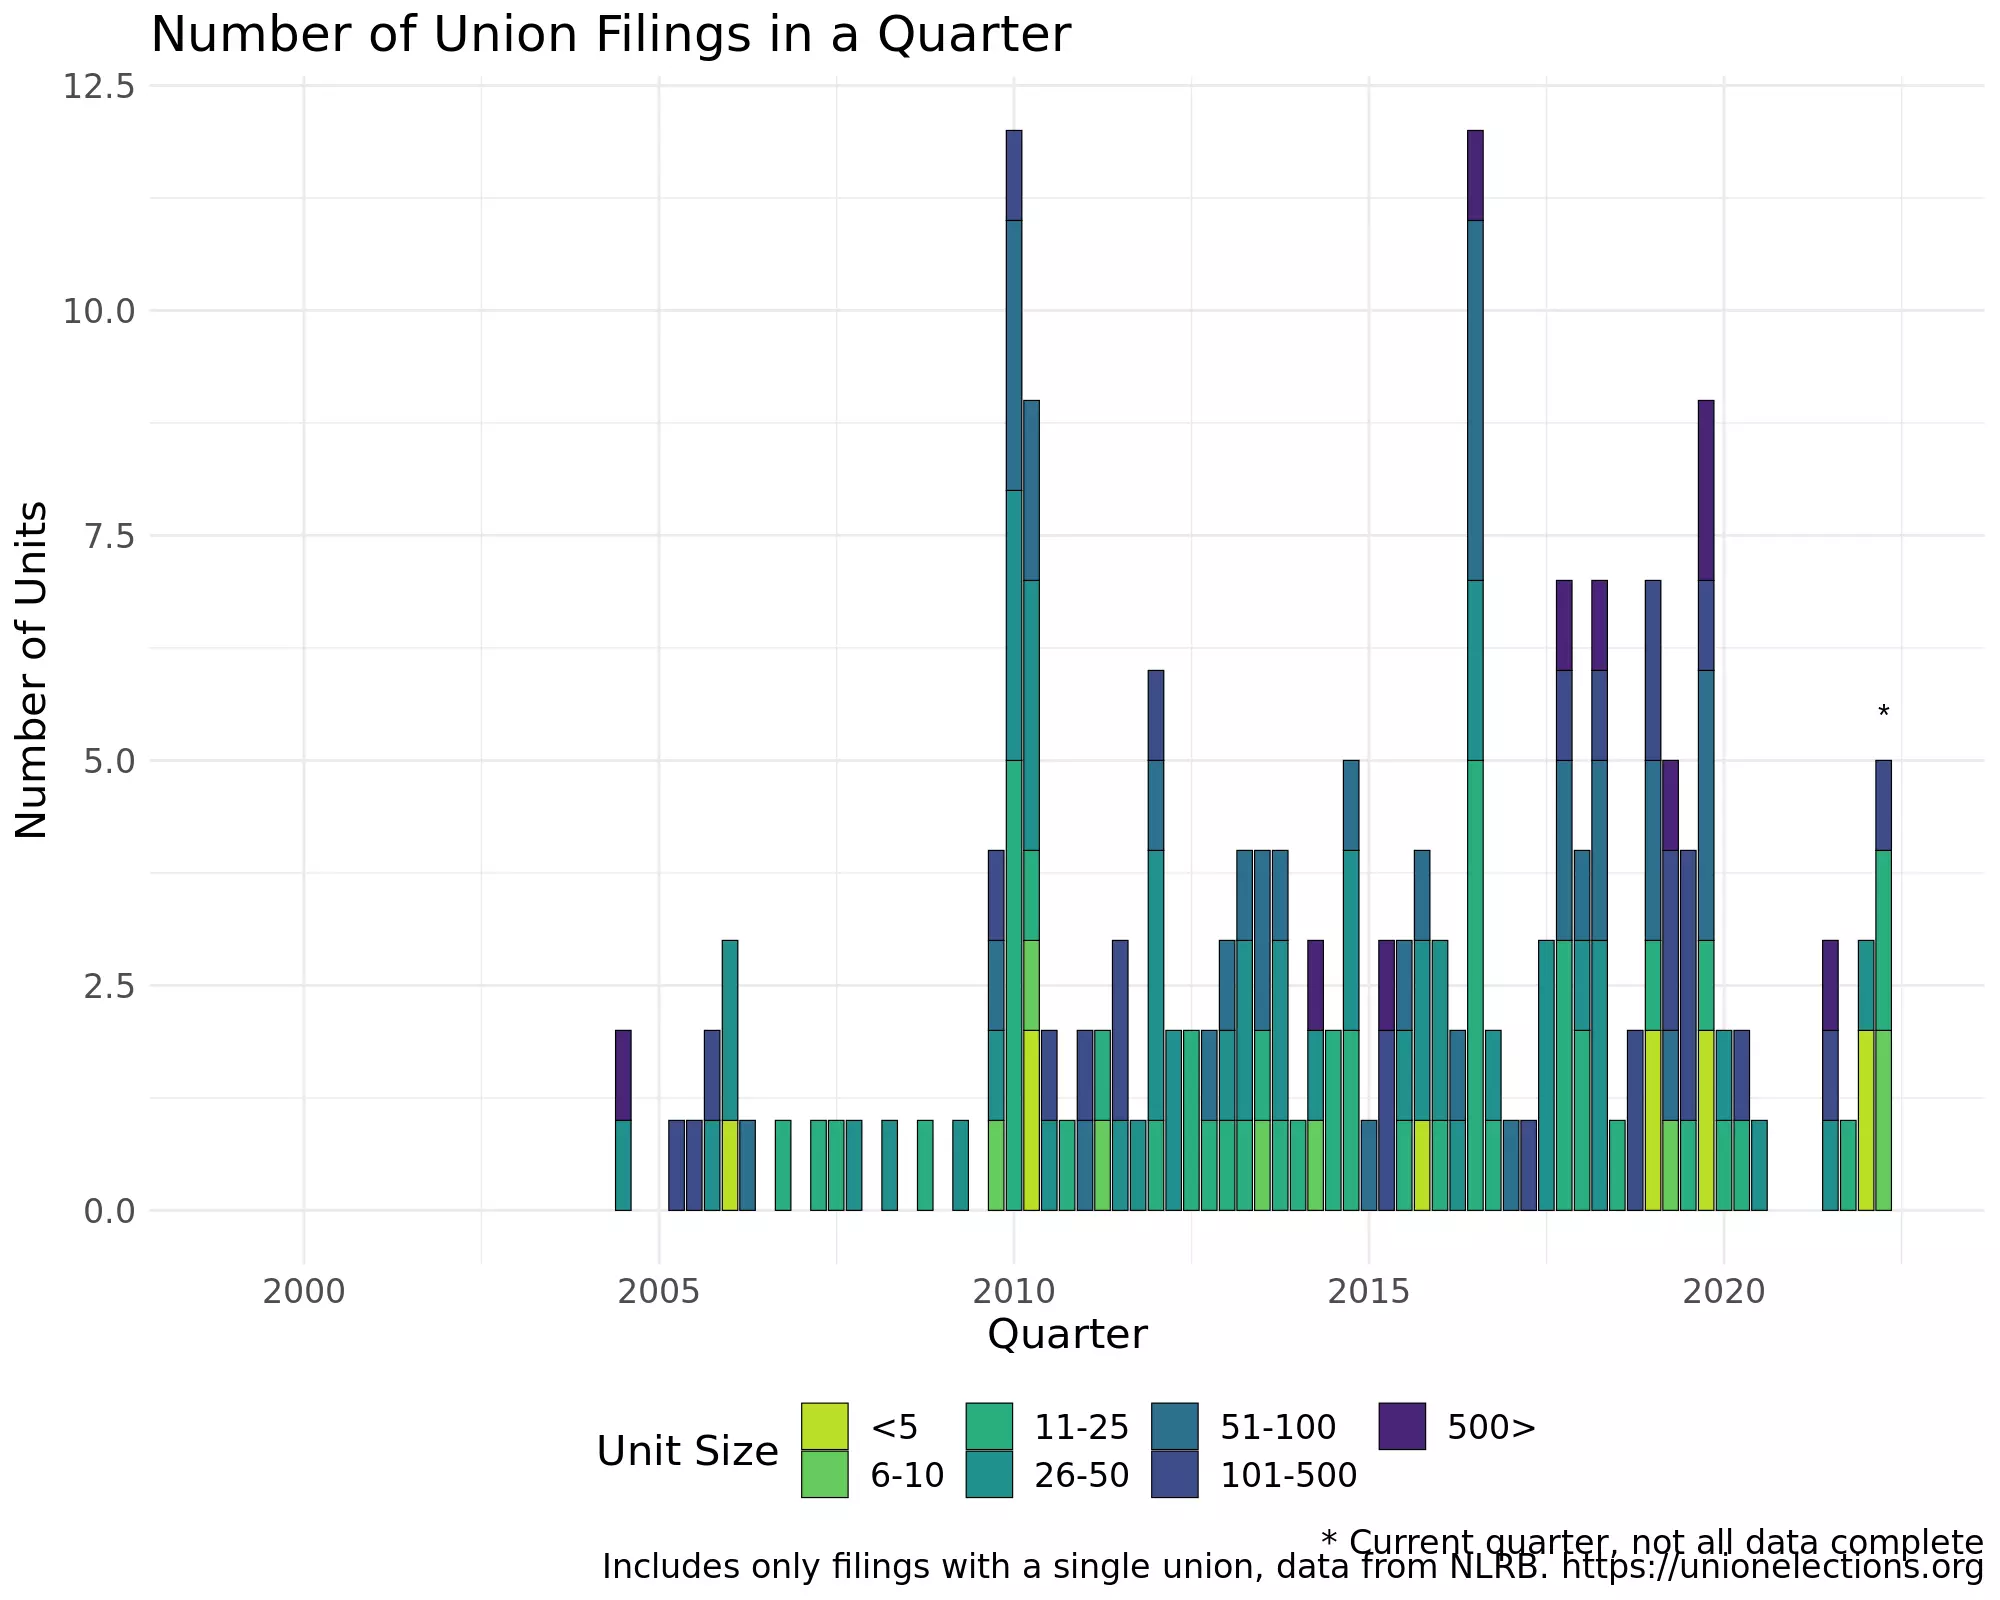 Number of Union Filings in a Quarter
12.5
10.0
7.5
5.0
2.5
0.0
Number of Units
*
2000 2005 2010 2015 2020
Quarter
Unit Size
<5 11-25 51-100 500>
6-10 26-50 101-500
* Current quarter, not all data complete
Includes only filings with a single union, data from NLRB. https://unionelections.org